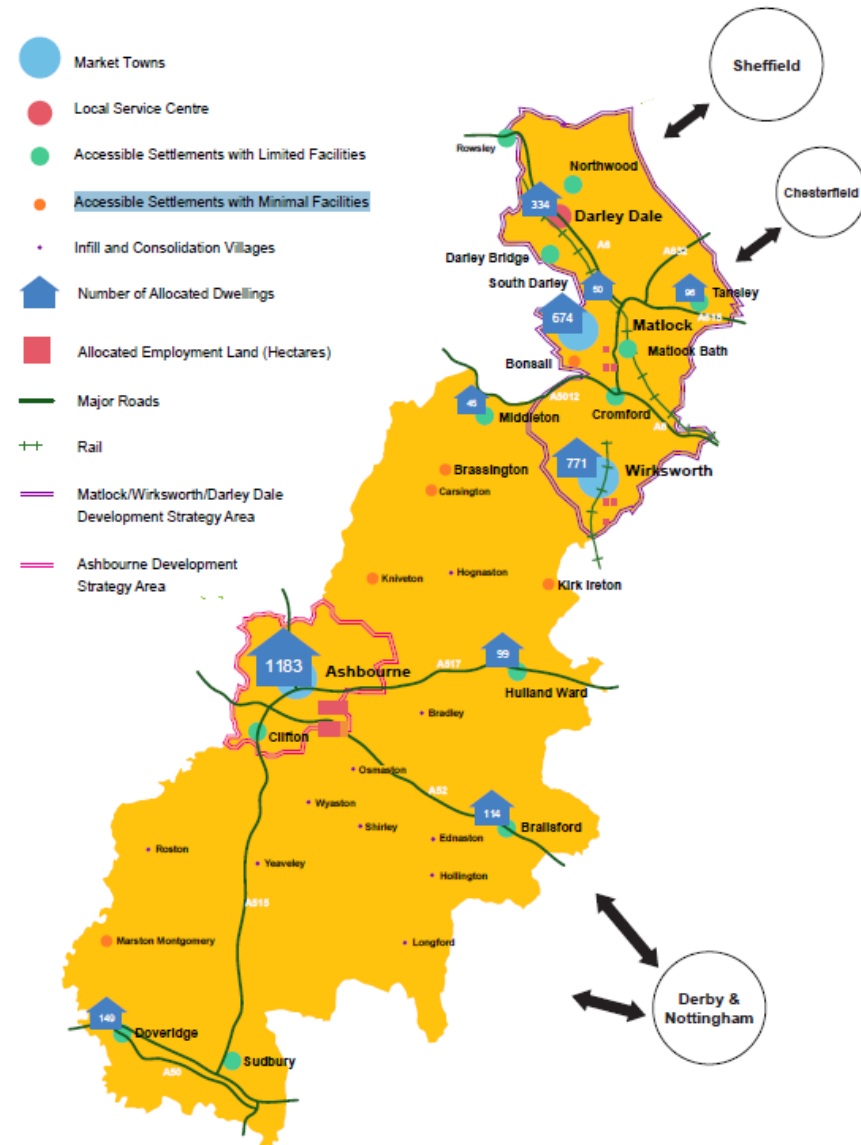 Market Towns
Local Service Centre
Accessible Settlements with Limited Facilities
Accessible Settlements with Minimal Facilities
Infill and Consolidation Villages
Number of Allocated Dwellings
Allocated Employment Land (Hectares)
Major Roads
Rail
Matlock/Wirksworth/Darley Dale
Development Strategy Area
Ashbourne Development
Strategy Area
Sheffield
Chesterfield
Derby &
Nottingham
Rowsley
Northwood
334
Darley Dale
A6
A632
Darley Bridge
South Darley
50
96
Tansley
674
Matlock
A615
Matlock Bath
Bonsall
A5012
Cromford
A6
45
Middleton
771
Wirksworth
Brassington
Carsington
Kniveton
Hognaston
Kirk Ireton
1183
Ashbourne
A517
99
Hulland Ward
Bradley
Clifton
Osmaston
A52
Wyaston
114
Brailsford
Shirley
Ednaston
Roston
Yeaveley
Hollington
A515
Marston Montgomery
Longford
149
Doveridge
Sudbury
A50